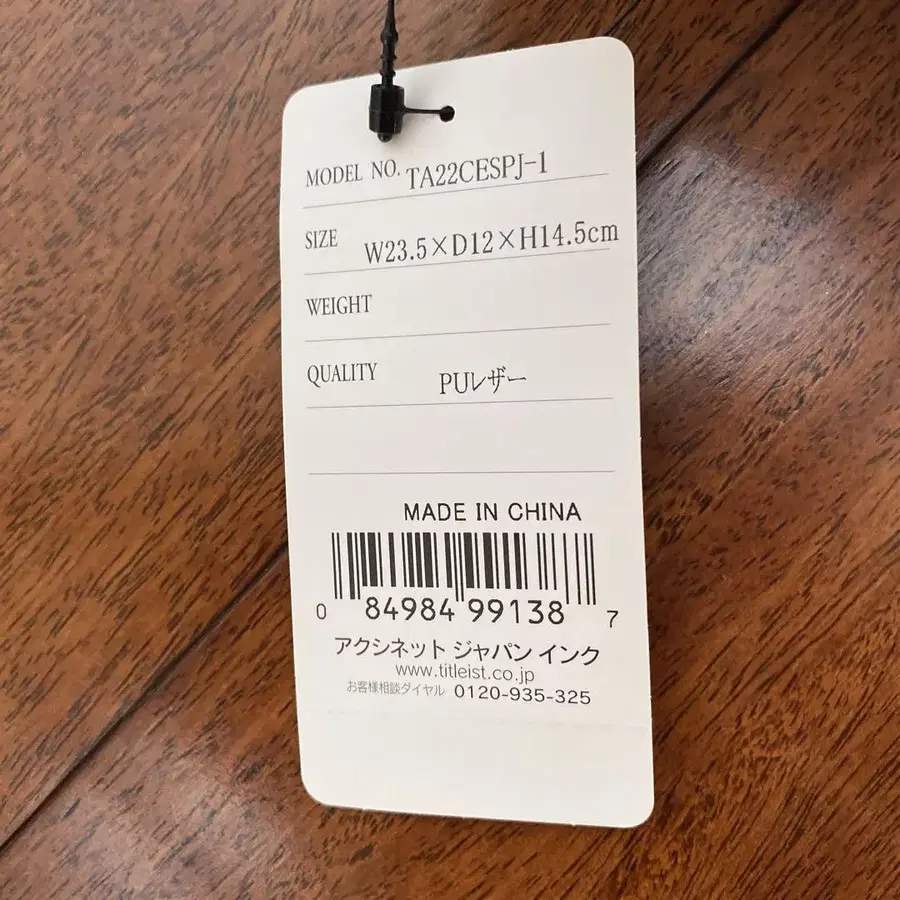 MODEL NO. TA22CESPJ-1
SIZE W23.5×D12×H14.5cm
WEIGHT
QUALITY PUレザー
MADE IN CHINA
0 84984 99138 7
アクシネット ジャパン インク
www.titleist.co.jp
お客様相談ダイヤル 0120-935-325